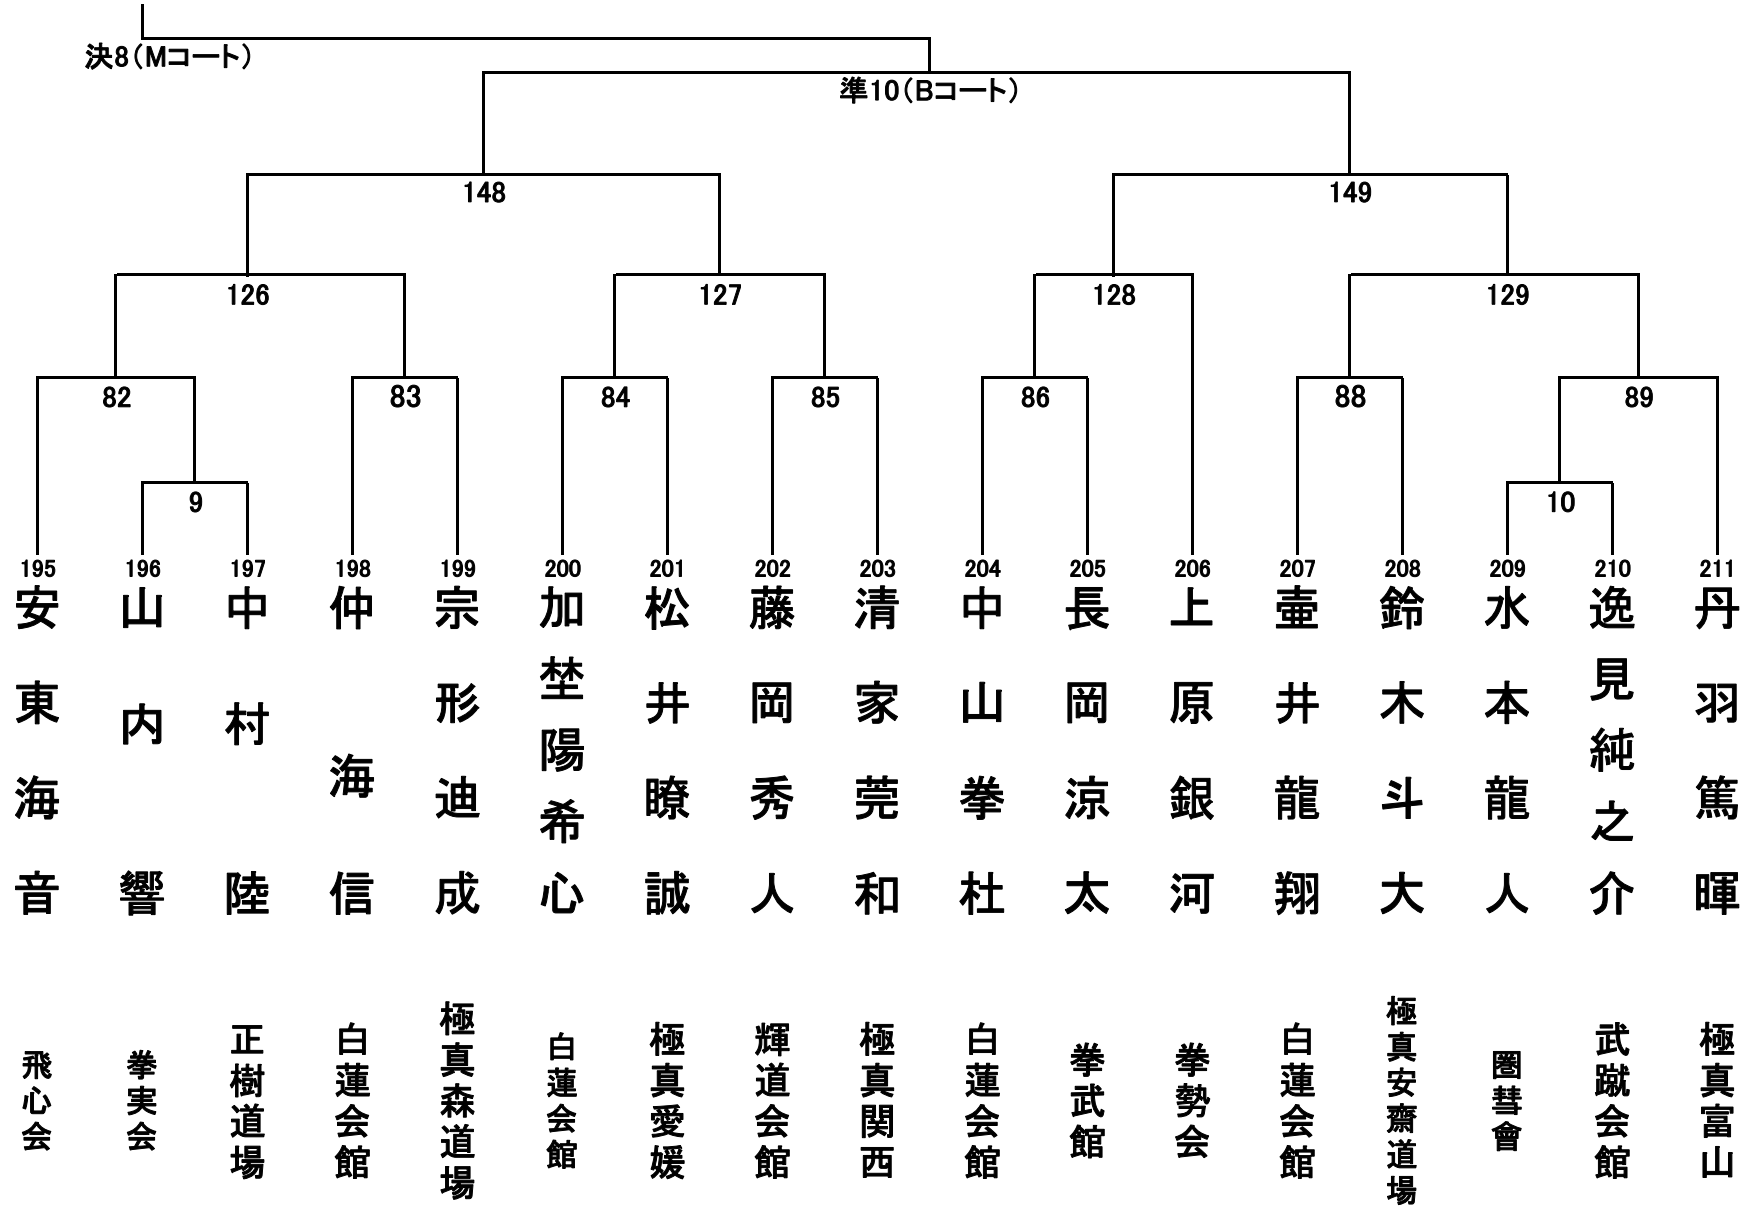 決8(Mコート)
準10(Bコート)
148
149
126
127
128
129
82
83
84
85
86
88
89
9
10
195
196
197
198
199
200
201
202
203
204
205
206
207
208
209
210
211
安東海音
山内響
中村陸
仲海信
宗形迪成
加埜陽希心
松井瞭誠
藤岡秀人
清家莞和
中山拳杜
長岡涼太
上原銀河
壷井龍翔
鈴木斗大
水本龍人
逸見純之介
丹羽篤暉
飛心会
拳実会
正樹道場
白蓮会館
極真森道場
白蓮会館
極真愛媛
輝道会館
極真関西
白蓮会館
拳武館
拳勢会
白蓮会館
極真安齋道場
圏彗會
武蹴会館
極真富山